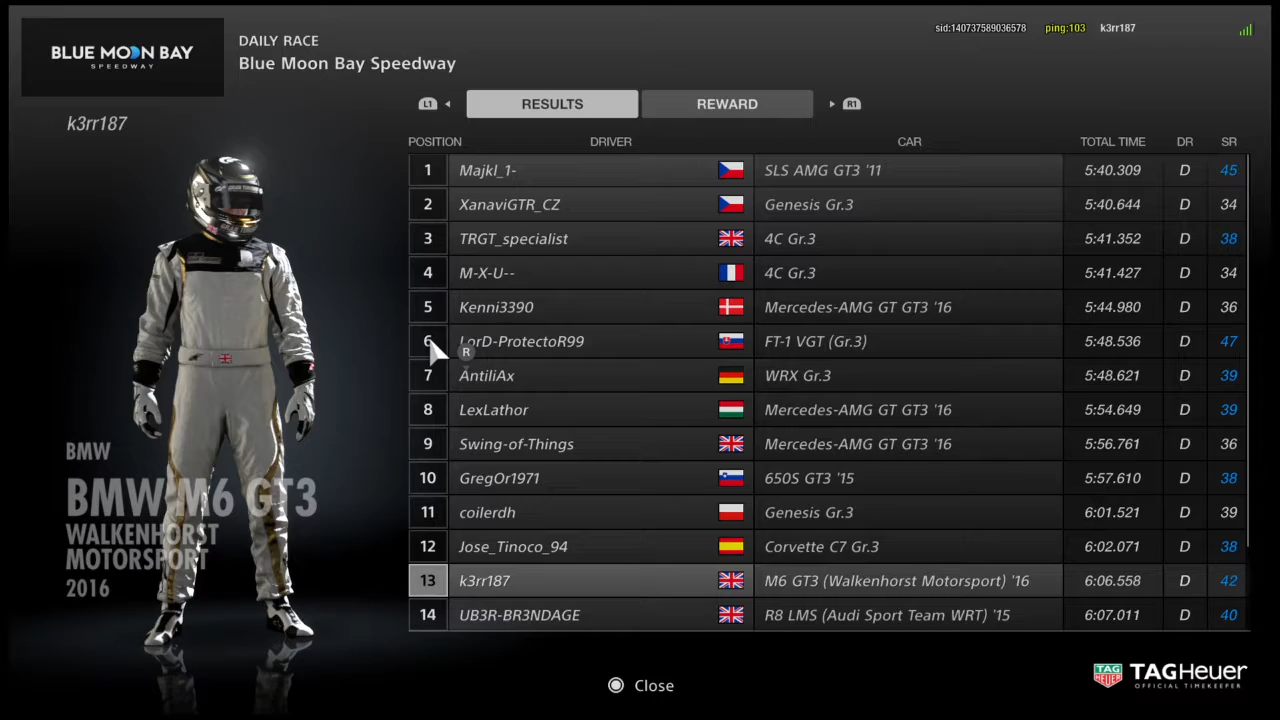 BLUE MOON BAY
SPEEDWAY
DAILY RACE
Blue Moon Bay Speedway
sid:140737589036578 ping:103 k3rr187
L1 RESULTS REWARD R1
k3rr187
POSITION DRIVER CAR TOTAL TIME DR SR
1 Majkl_1- SLS AMG GT3 '11 5:40.309 D 45
2 XanaviGTR_CZ Genesis Gr.3 5:40.644 D 34
3 TRGT_specialist 4C Gr.3 5:41.352 D 38
4 M-X-U-- 4C Gr.3 5:41.427 D 34
5 Kenni3390 Mercedes-AMG GT GT3 '16 5:44.980 D 36
6 LorD-ProtectoR99 FT-1 VGT (Gr.3) 5:48.536 D 47
R
7 AntiliAx WRX Gr.3 5:48.621 D 39
8 LexLathor Mercedes-AMG GT GT3 '16 5:54.649 D 39
9 Swing-of-Things Mercedes-AMG GT GT3 '16 5:56.761 D 36
10 GregOr1971 650S GT3 '15 5:57.610 D 38
11 coilerdh Genesis Gr.3 6:01.521 D 39
12 Jose_Tinoco_94 Corvette C7 Gr.3 6:02.071 D 38
13 k3rr187 M6 GT3 (Walkenhorst Motorsport) '16 6:06.558 D 42
14 UB3R-BR3NDAGE R8 LMS (Audi Sport Team WRT) '15 6:07.011 D 40
BMW
BMW M6 GT3
WALKENHORST
MOTORSPORT
2016
Close
TAG HEUER TAGHeuer
OFFICIAL TIMEKEEPER